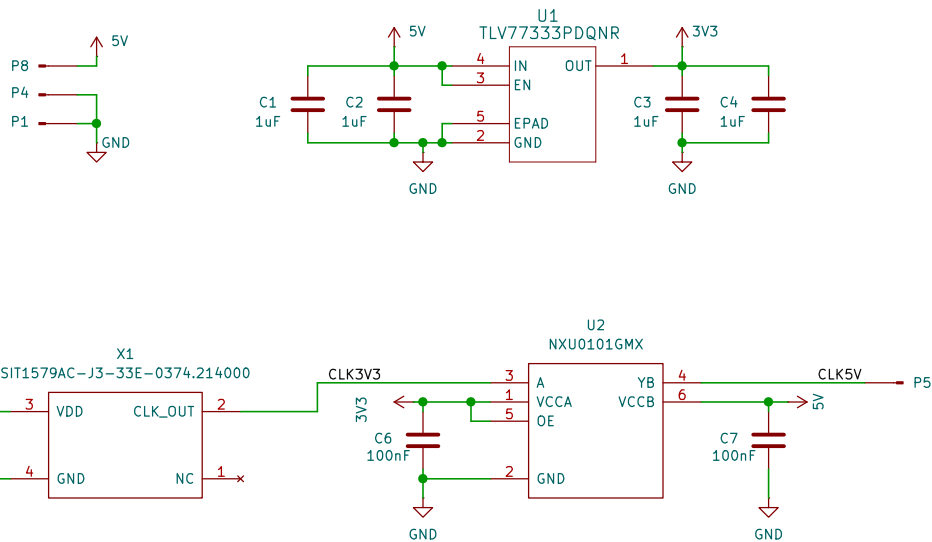 5V
P8
P4
P1
GND
U1
TLV77333PDQNR
5V
3V3
4
IN
OUT
1
3
EN
C1
1uF
C2
1uF
C3
1uF
C4
1uF
5
EPAD
2
GND
GND
GND
X1
SIT1579AC-J3-33E-0374.214000
3
VDD
CLK_OUT
2
4
GND
NC
1
U2
NXU0101GMX
CLK3V3
3
A
YB
4
CLK5V
P5
3V3
1
VCCA
VCCB
6
5V
5
OE
C6
100nF
C7
100nF
2
GND
GND
GND